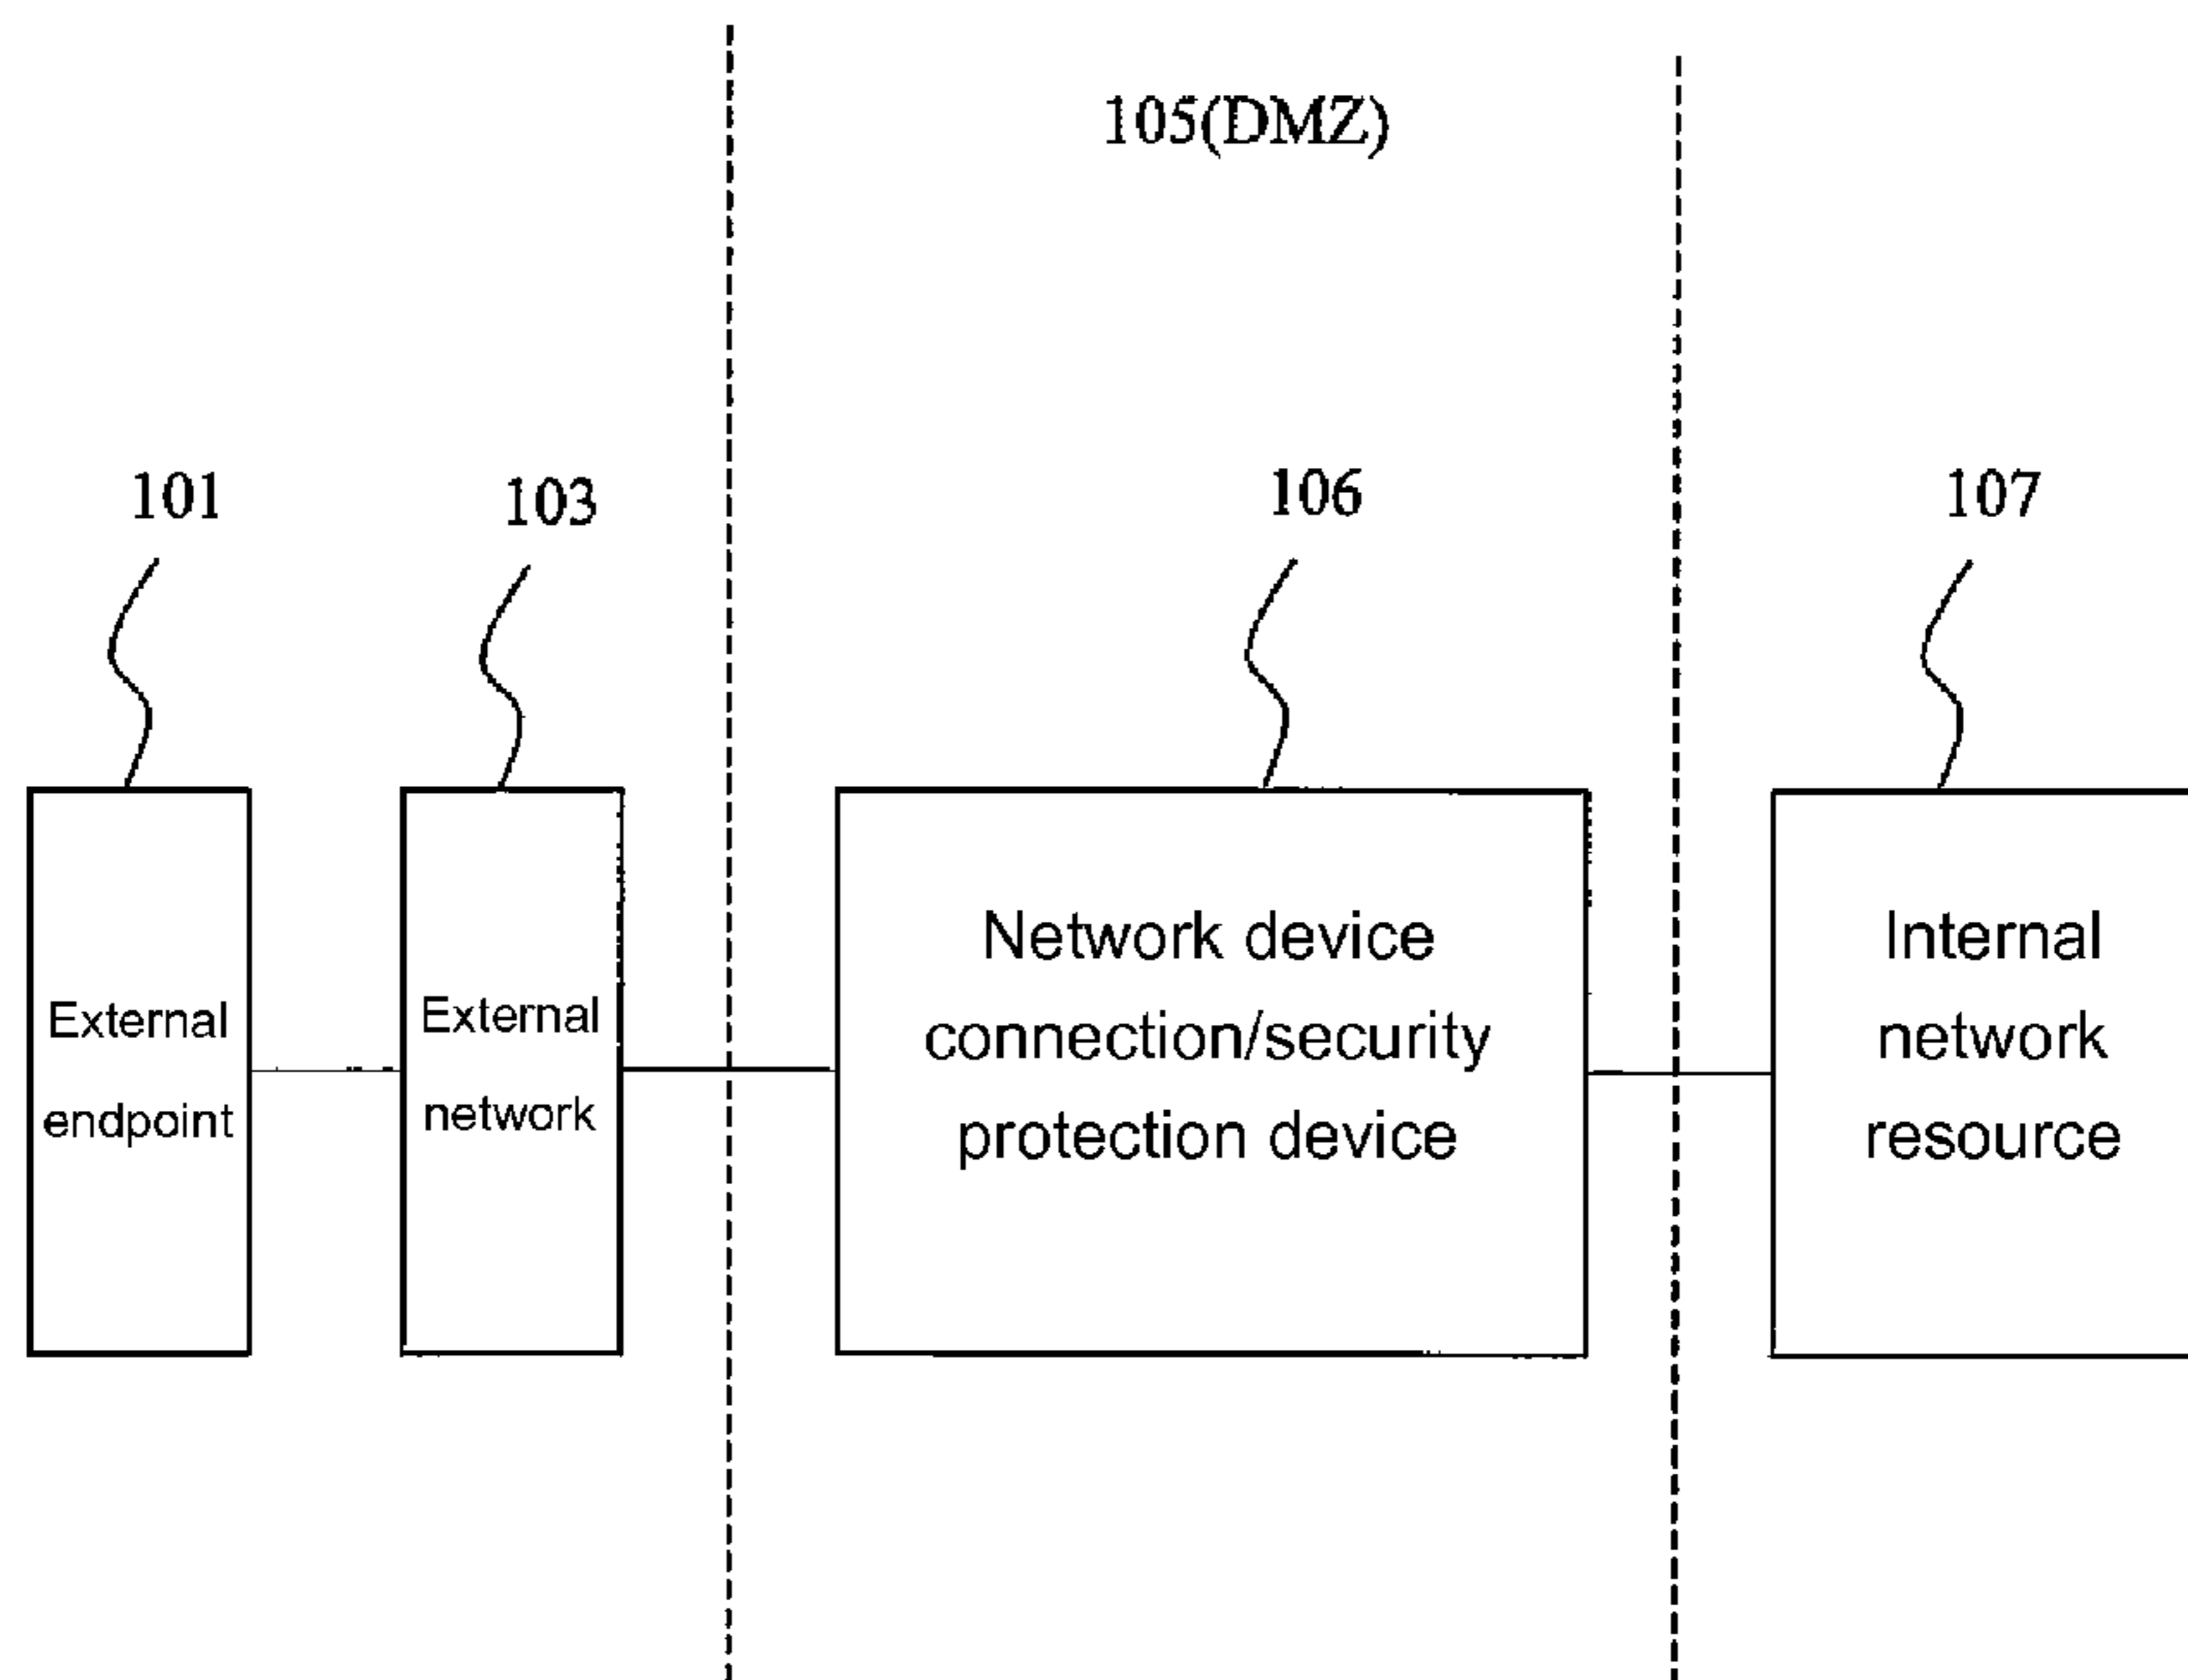 105(DMZ)
101
103
106
107
External
endpoint
External
network
Network device
connection/security
protection device
Internal
network
resource